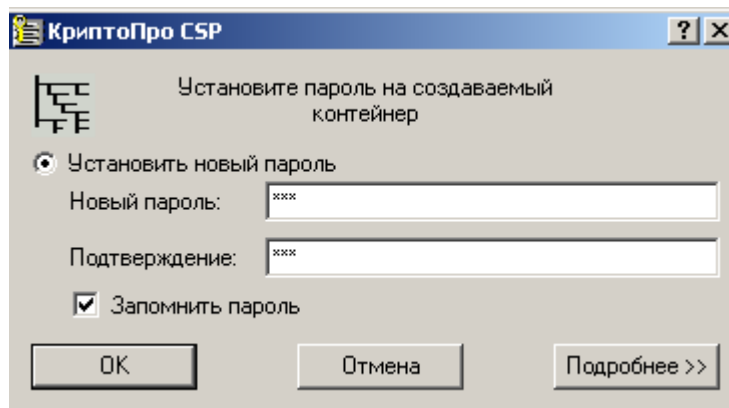 КриптоПро CSP
Установите пароль на создаваемый
контейнер
Установить новый пароль
Новый пароль: ***
Подтверждение: ***
Запомнить пароль
OK Отмена Подробнее >>